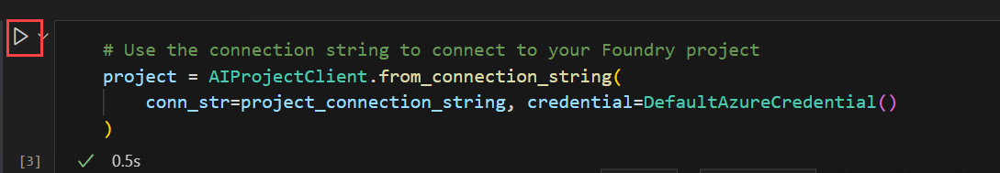 # Use the connection string to connect to your Foundry project
project = AIProjectClient.from_connection_string(
    conn_str=project_connection_string, credential=DefaultAzureCredential()
)
[3] 0.5s